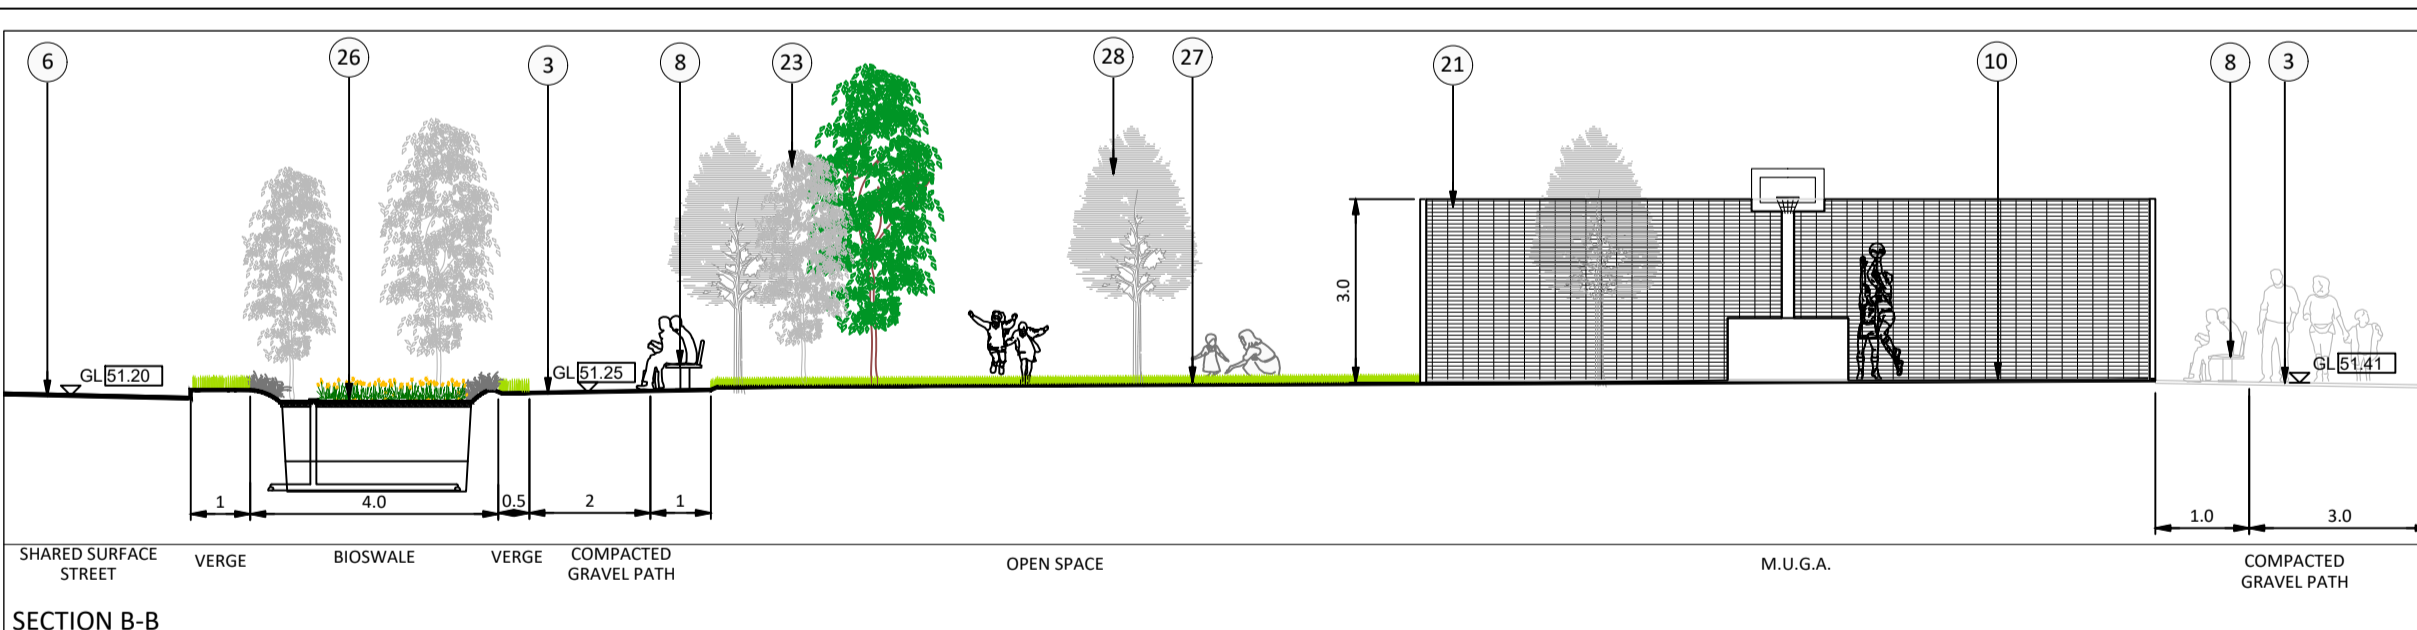 6 26 3 8 23 28 27 21 10 8 3
3.0
GL 51.20
GL 51.25
GL 51.41
1 4.0 0.5 2 1
1.0 3.0
SHARED SURFACE
STREET
VERGE
BIOSWALE
VERGE
COMPACTED
GRAVEL PATH
OPEN SPACE
M.U.G.A.
COMPACTED
GRAVEL PATH
SECTION B-B